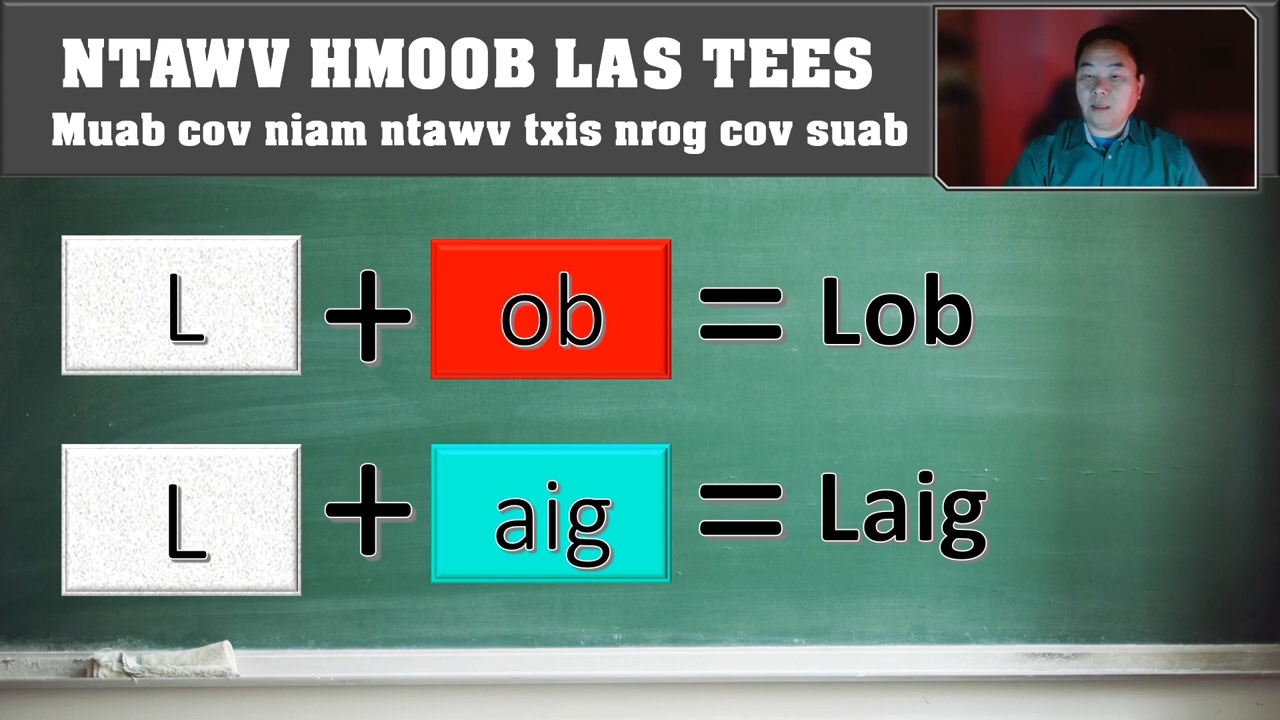 NTAWV HMOOB LAS TEES
Muab cov niam ntawv txis nrog cov suab
L + ob = Lob
L + aig = Laig